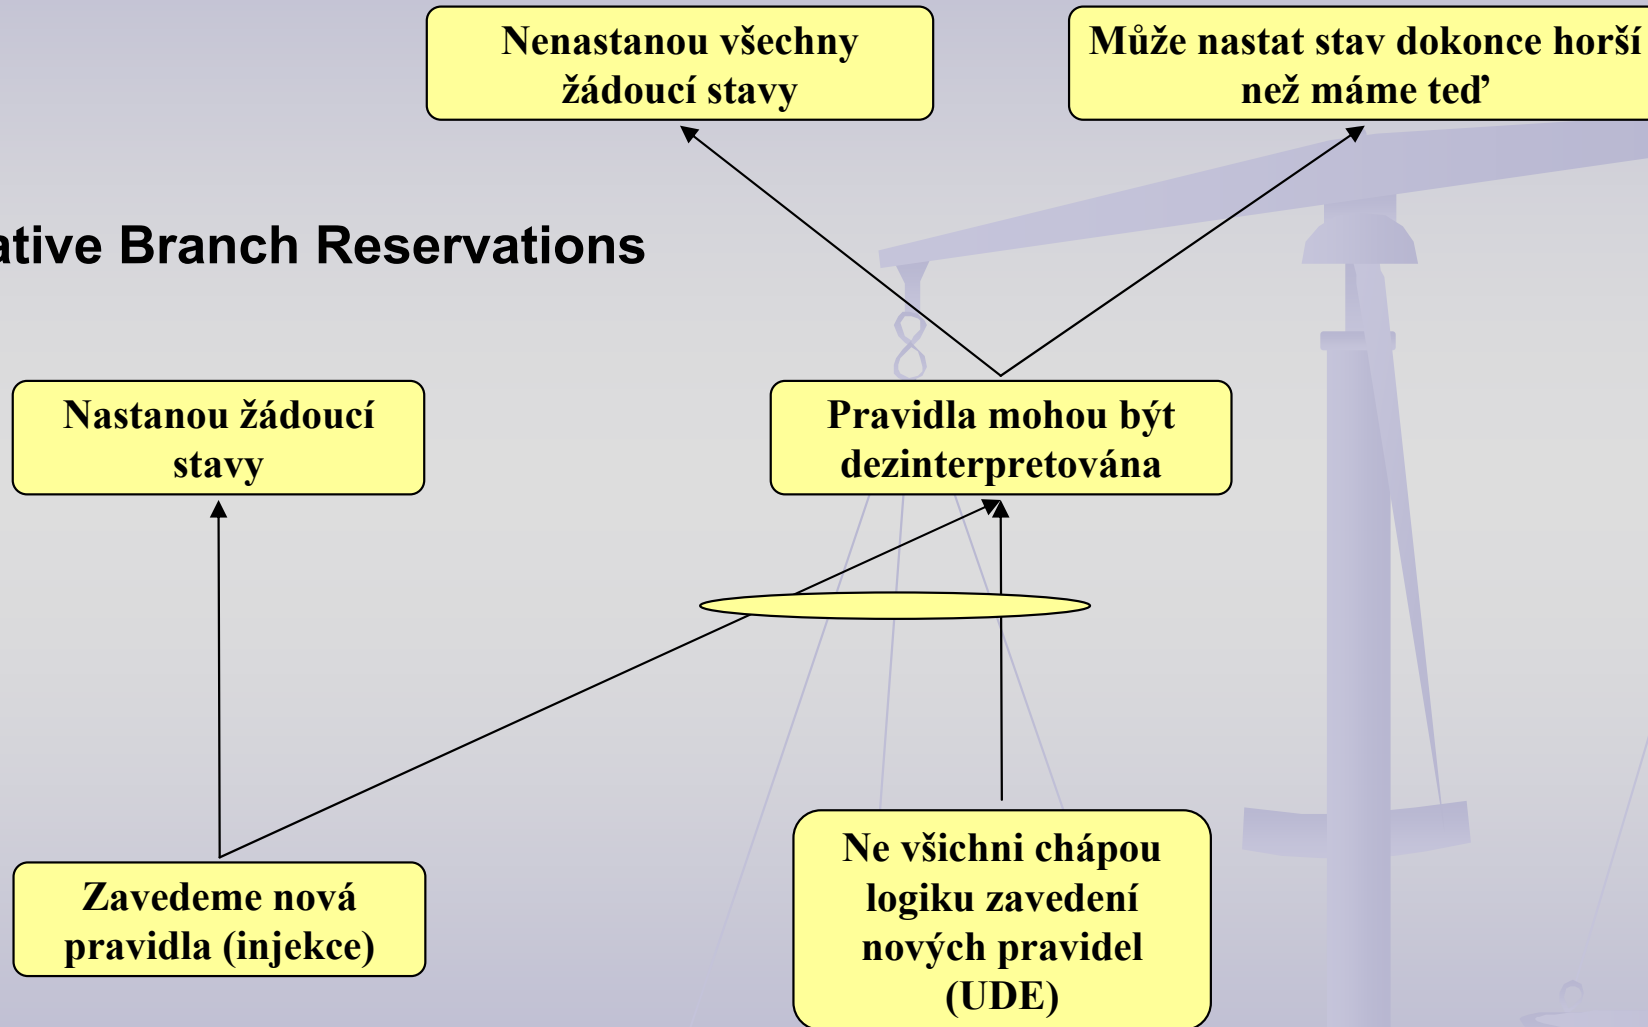 Nenastanou všechny
žádoucí stavy
Může nastat stav dokonce horší
než máme teď
ative Branch Reservations
Nastanou žádoucí
stavy
Pravidla mohou být
dezinterpretována
Zavedeme nová
pravidla (injekce)
Ne všichni chápou
logiku zavedení
nových pravidel
(UDE)